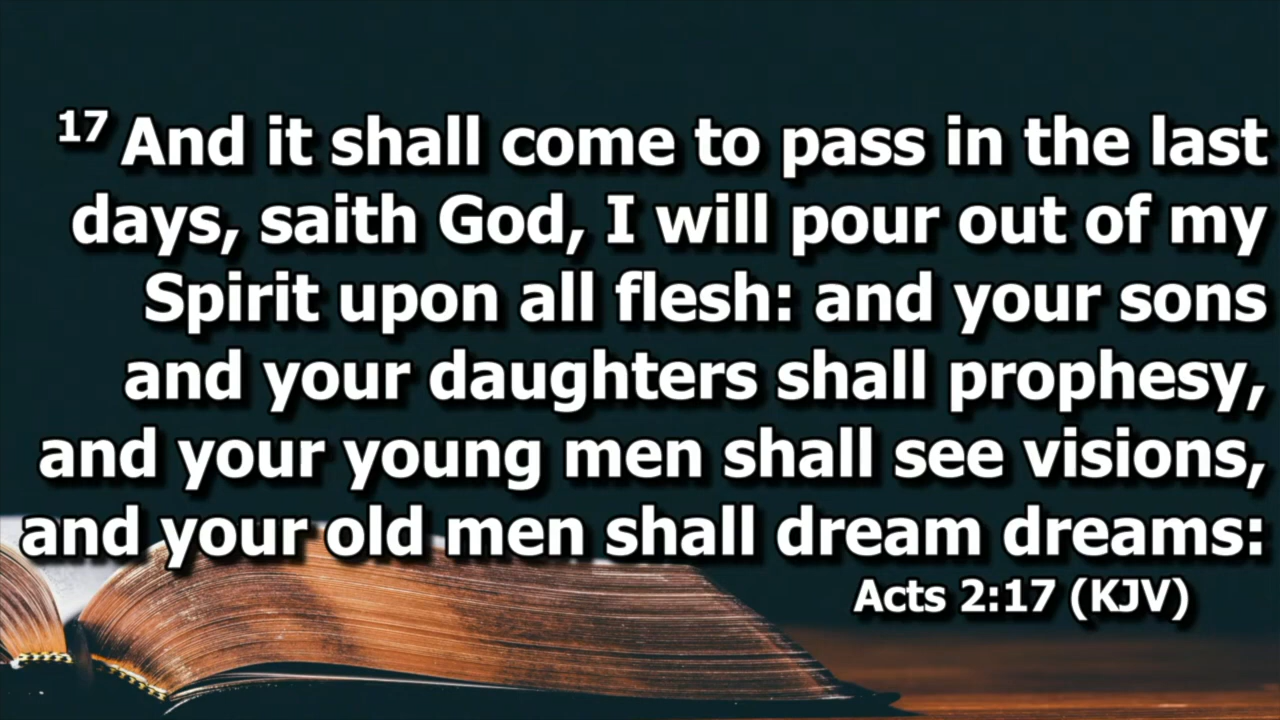 17 And it shall come to pass in the last
days, saith God, I will pour out of my
Spirit upon all flesh: and your sons
and your daughters shall prophesy,
and your young men shall see visions,
and your old men shall dream dreams:
Acts 2:17 (KJV)